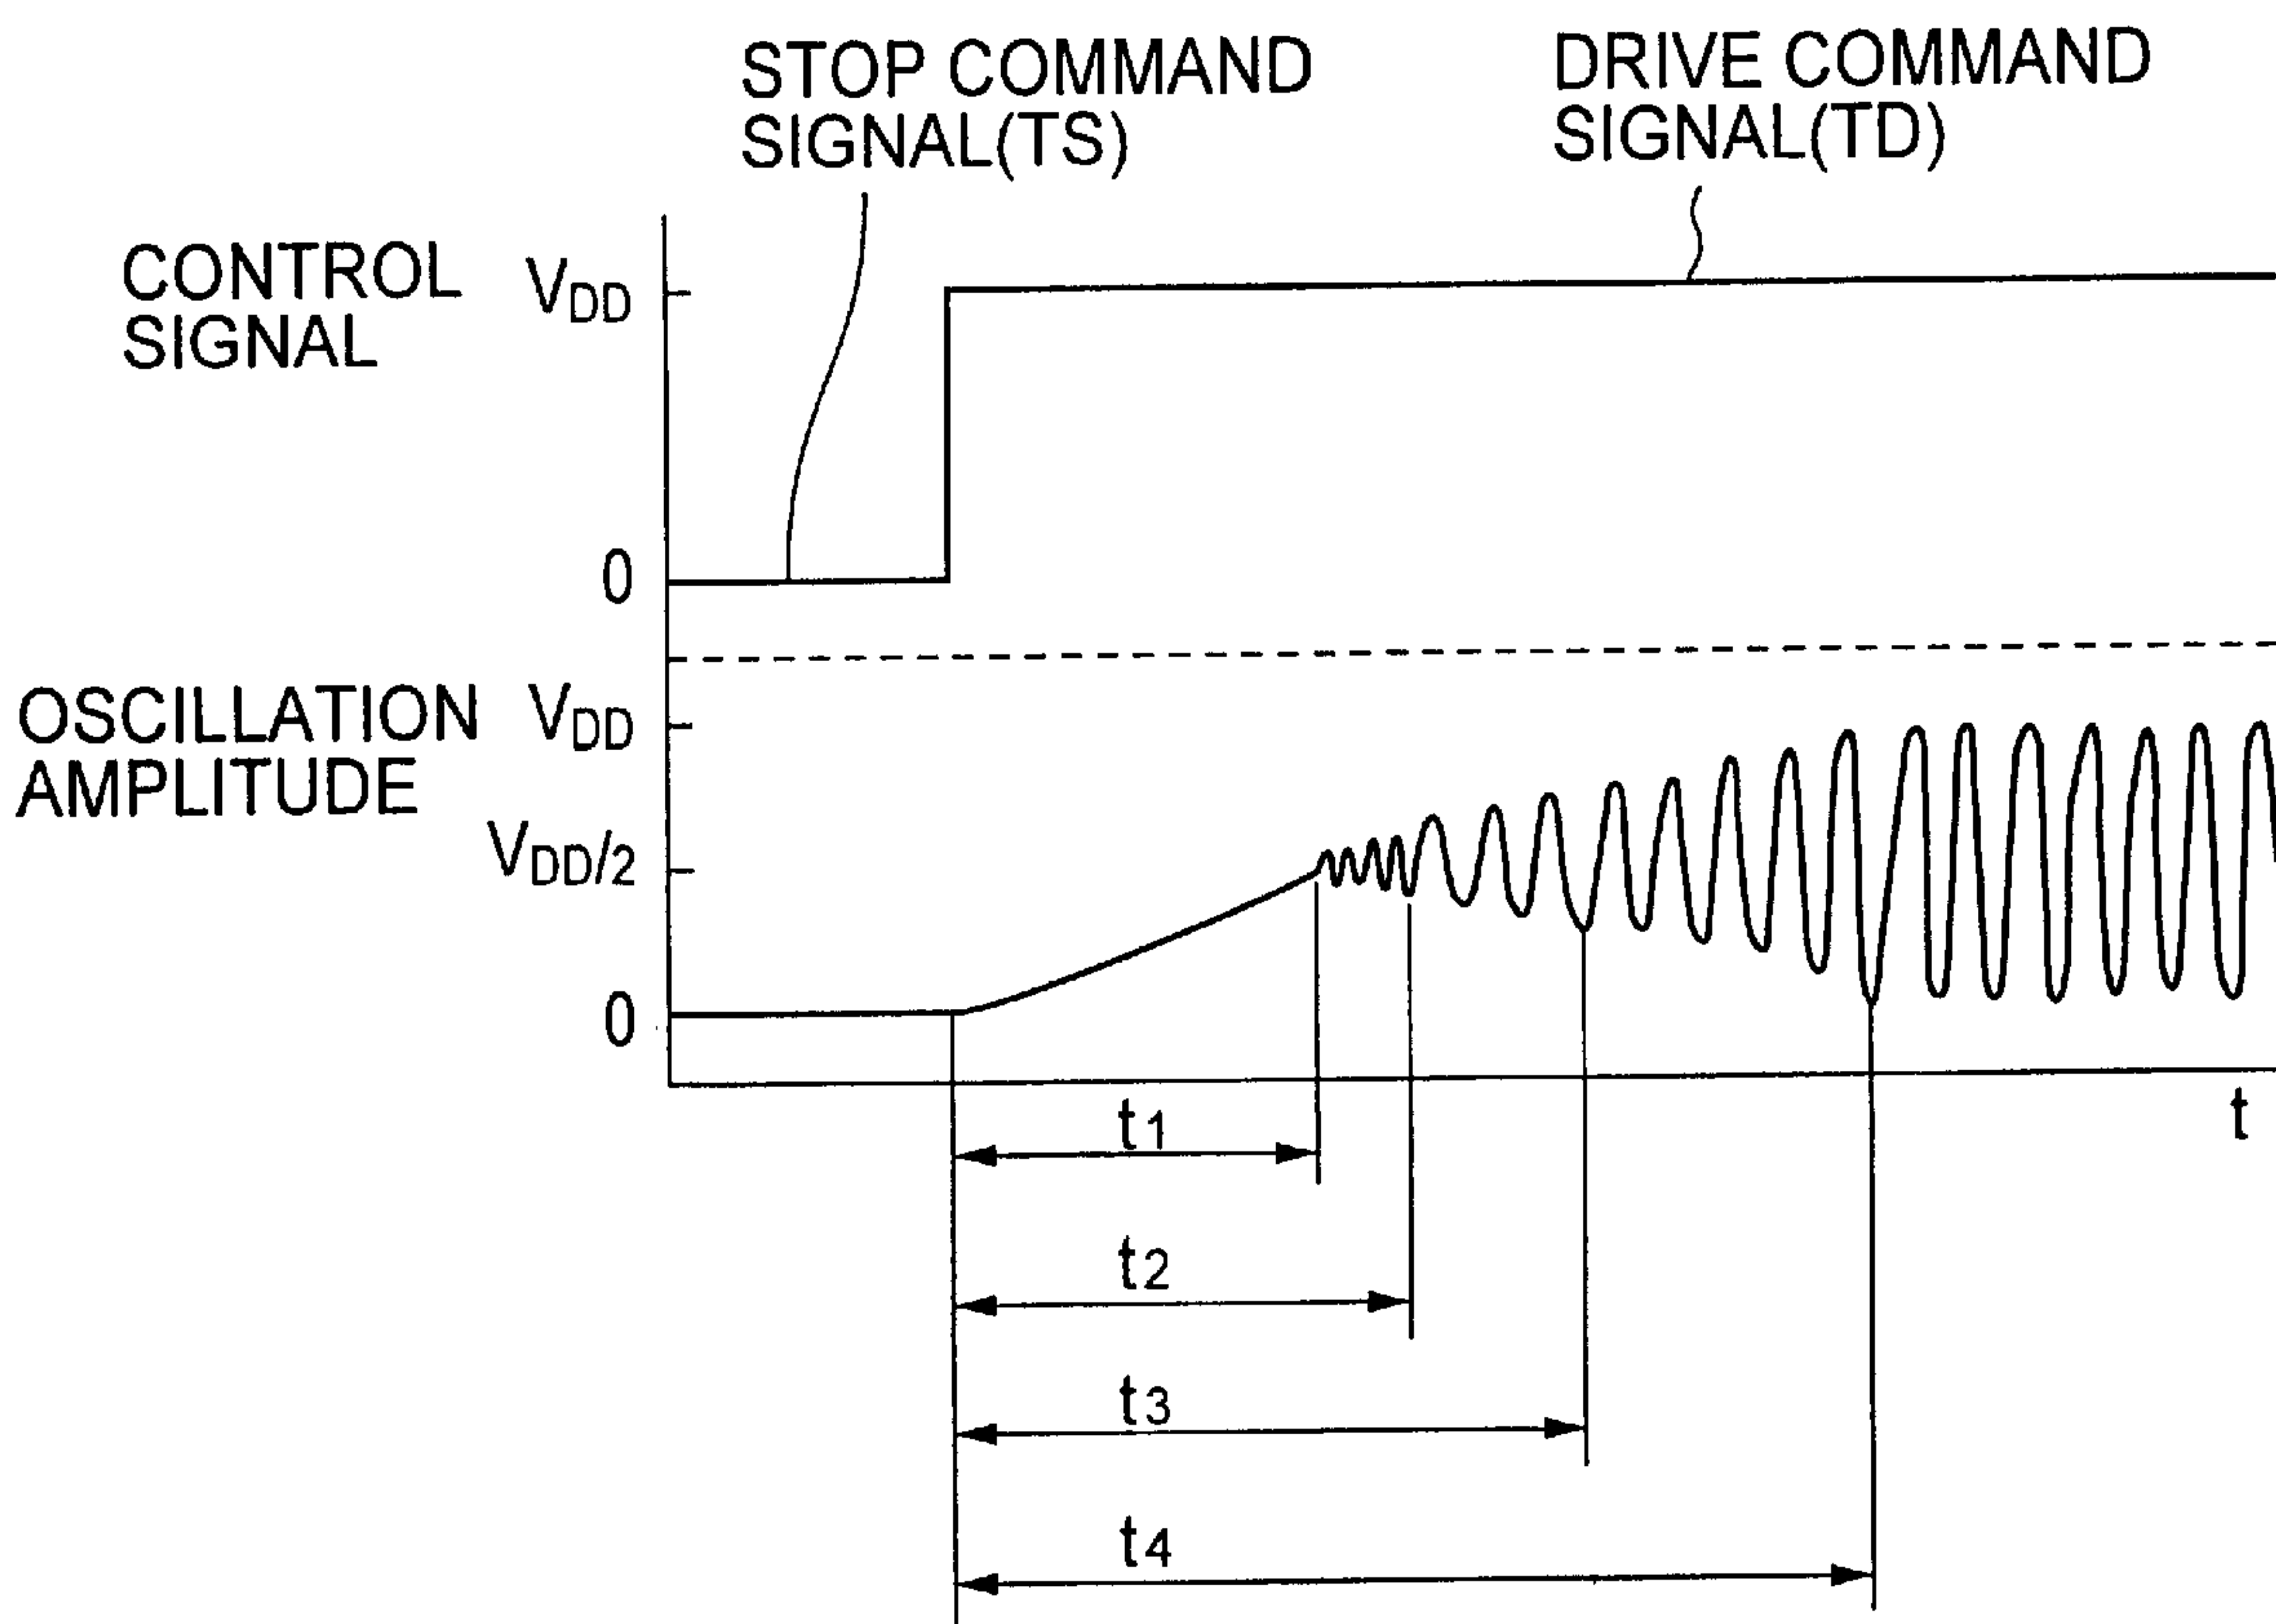 STOP COMMAND
SIGNAL(TS)
DRIVE COMMAND
SIGNAL(TD)
CONTROL
SIGNAL
VDD
0
OSCILLATION
AMPLITUDE
VDD
VDD/2
0
t
t1
t2
t3
t4